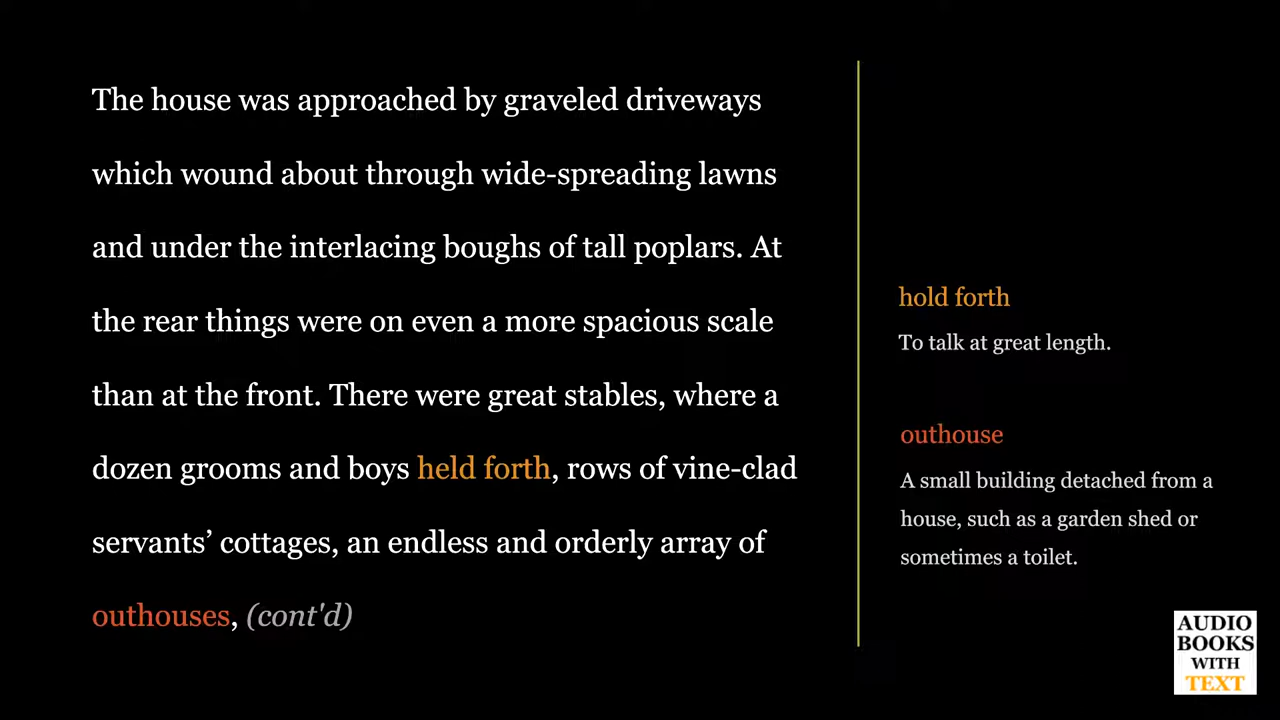 The house was approached by graveled driveways
which wound about through wide-spreading lawns
and under the interlacing boughs of tall poplars. At
the rear things were on even a more spacious scale
than at the front. There were great stables, where a
dozen grooms and boys held forth, rows of vine-clad
servants’ cottages, an endless and orderly array of
outhouses, (cont'd)
hold forth
To talk at great length.
outhouse
A small building detached from a
house, such as a garden shed or
sometimes a toilet.
AUDIO
BOOKS
WITH
TEXT